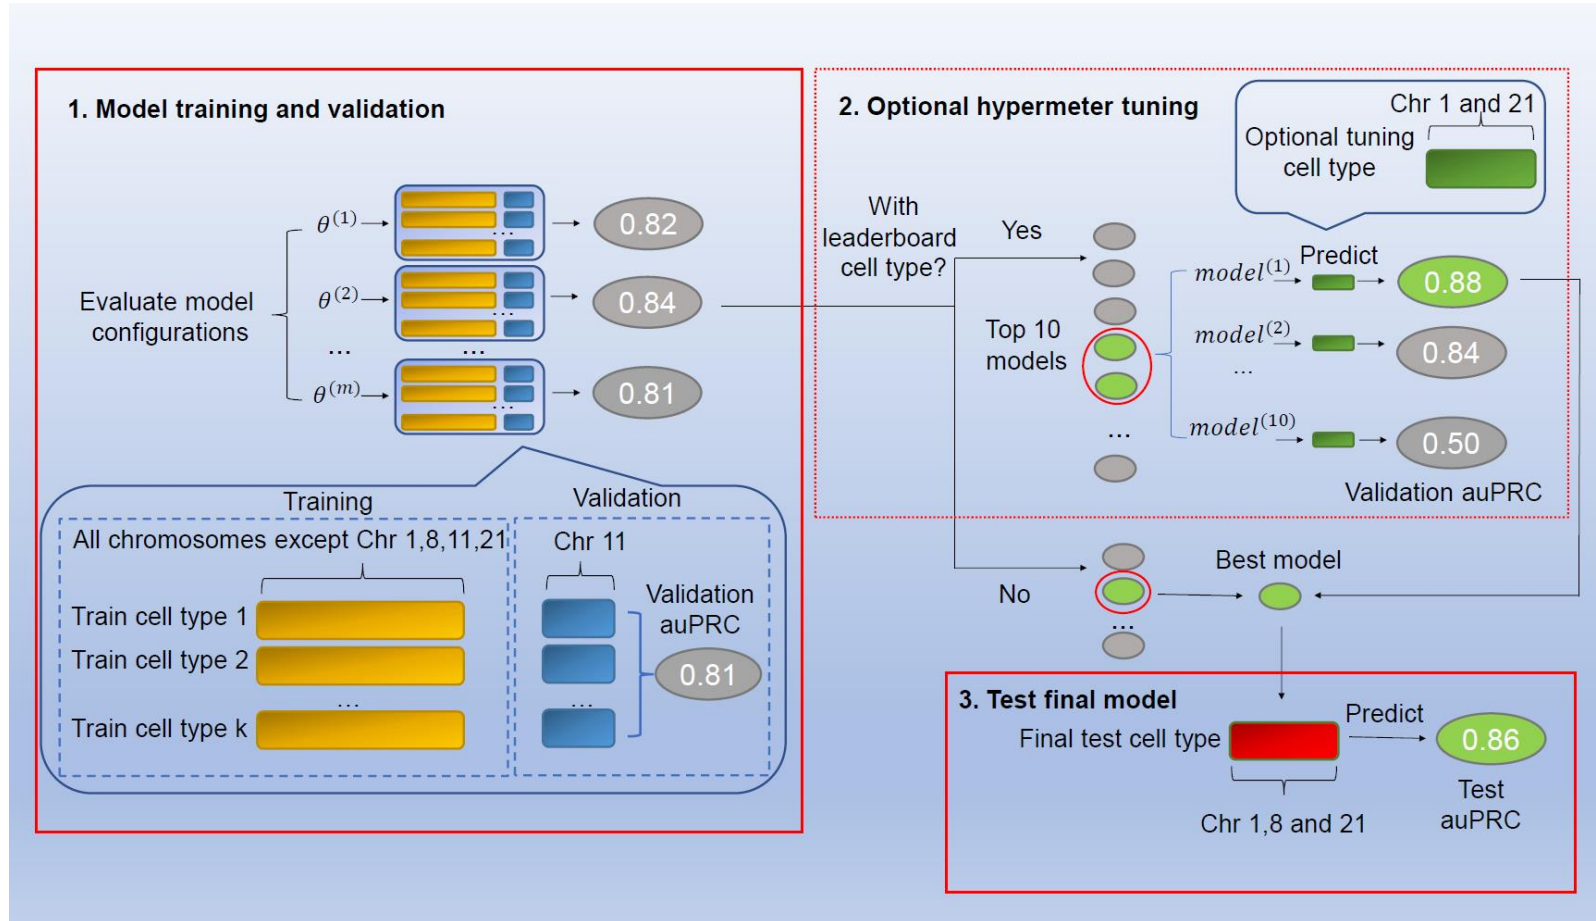 1. Model training and validation
Evaluate model
configurations
θ^(1)
θ^(2)
...
θ^(m)
...
...
...
...
0.82
0.84
0.81
Training
Validation
All chromosomes except Chr 1,8,11,21
Chr 11
Train cell type 1
Train cell type 2
...
Train cell type k
...
Validation
auPRC
0.81
2. Optional hypermeter tuning
Chr 1 and 21
Optional tuning
cell type
With
leaderboard
cell type?
Yes
Top 10
models
...
model^(1)
Predict
0.88
model^(2)
0.84
...
model^(10)
0.50
Validation auPRC
No
...
Best model
3. Test final model
Final test cell type
Predict
0.86
Chr 1,8 and 21
Test
auPRC